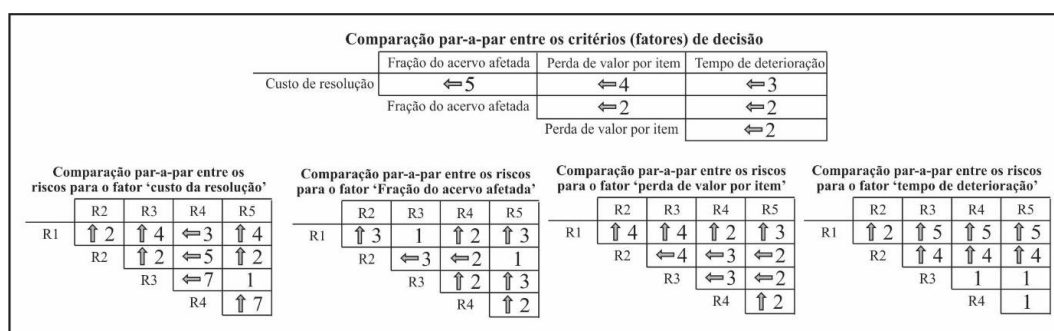 Comparação par-a-par entre os critérios (fatores) de decisão
Fração do acervo afetada Perda de valor por item Tempo de deterioração
Custo de resolução ⇐5 ⇐4 ⇐3
Fração do acervo afetada ⇐2 ⇐2
Perda de valor por item ⇐2
Comparação par-a-par entre os
riscos para o fator ‘custo da resolução’
R2 R3 R4 R5
R1 ⇑2 ⇑4 ⇐3 ⇑4
R2 ⇑2 ⇐5 ⇑2
R3 ⇐7 1
R4 ⇑7
Comparação par-a-par entre os riscos
para o fator ‘Fração do acervo afetada’
R2 R3 R4 R5
R1 ⇑3 1 ⇑2 ⇑3
R2 ⇐3 ⇐2 1
R3 ⇑2 ⇑3
R4 ⇑2
Comparação par-a-par entre os riscos
para o fator ‘perda de valor por item’
R2 R3 R4 R5
R1 ⇑4 ⇑4 ⇑2 ⇑3
R2 ⇐4 ⇐3 ⇐2
R3 ⇐3 ⇐2
R4 ⇑2
Comparação par-a-par entre os riscos
para o fator ‘tempo de deterioração’
R2 R3 R4 R5
R1 ⇑2 ⇑5 ⇑5 ⇑5
R2 ⇑4 ⇑4 ⇑4
R3 1 1
R4 1